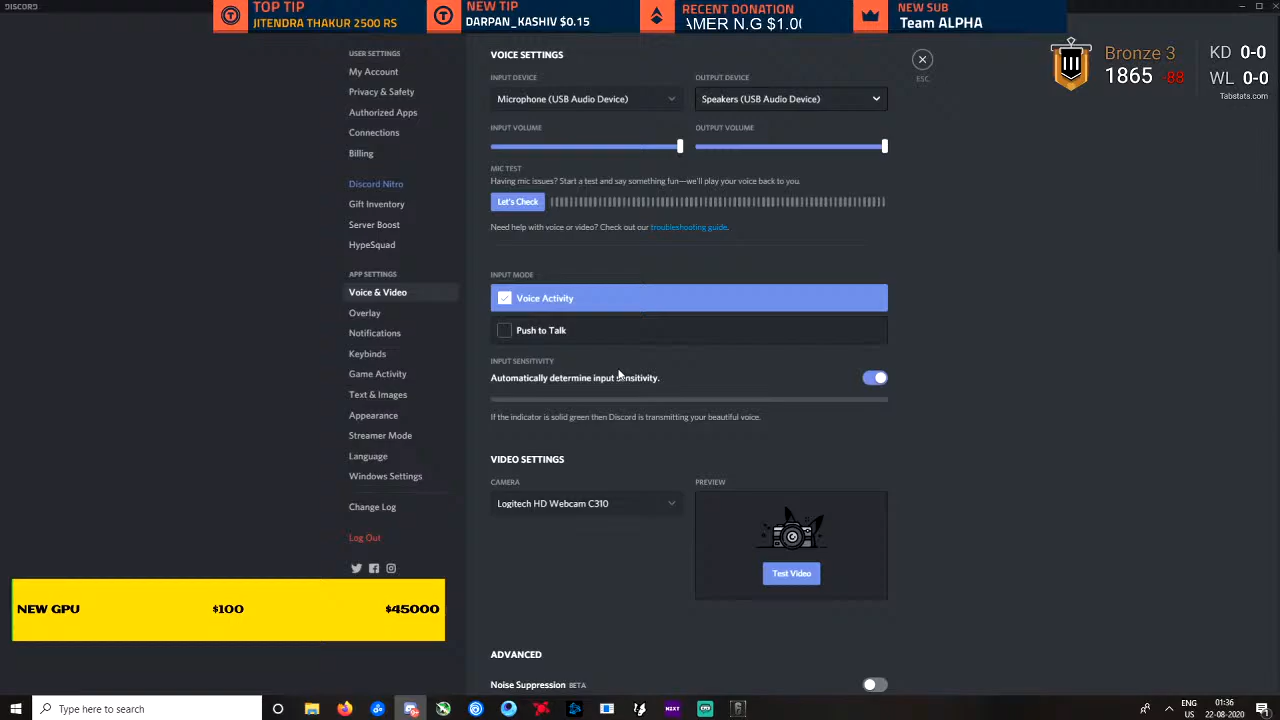 DISCORD
TOP TIP
JITENDRA THAKUR 2500 RS
NEW TIP
DARPAN_KASHIV $0.15
RECENT DONATION
AMER N.G $1.00
NEW SUB
Team ALPHA
Bronze 3
1865 -88
KD 0-0
WL 0-0
Tabstats.com
USER SETTINGS
My Account
Privacy & Safety
Authorized Apps
Connections
Billing
Discord Nitro
Gift Inventory
Server Boost
HypeSquad
APP SETTINGS
Voice & Video
Overlay
Notifications
Keybinds
Game Activity
Text & Images
Appearance
Streamer Mode
Language
Windows Settings
Change Log
Log Out
VOICE SETTINGS
ESC
INPUT DEVICE
OUTPUT DEVICE
Microphone (USB Audio Device)
Speakers (USB Audio Device)
INPUT VOLUME
OUTPUT VOLUME
MIC TEST
Having mic issues? Start a test and say something fun—we'll play your voice back to you.
Let's Check
Need help with voice or video? Check out our troubleshooting guide.
INPUT MODE
Voice Activity
Push to Talk
INPUT SENSITIVITY
Automatically determine input sensitivity.
If the indicator is solid green then Discord is transmitting your beautiful voice.
VIDEO SETTINGS
CAMERA
PREVIEW
Logitech HD Webcam C310
Test Video
ADVANCED
Noise Suppression BETA
NEW GPU $100 $45000
Type here to search
ENG
US
01:36
22-08-2020